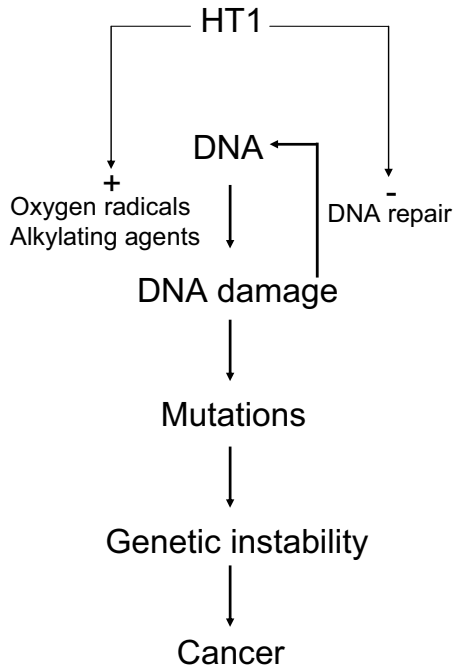 HT1
DNA
+
Oxygen radicals
Alkylating agents
-
DNA repair
DNA damage
Mutations
Genetic instability
Cancer